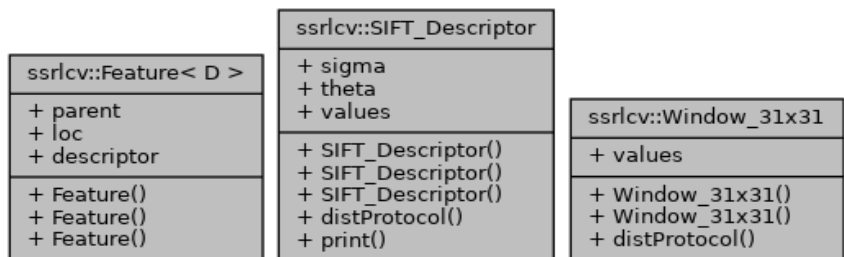 ssrlcv::Feature< D >
+ parent
+ loc
+ descriptor
+ Feature()
+ Feature()
+ Feature()
ssrlcv::SIFT_Descriptor
+ sigma
+ theta
+ values
+ SIFT_Descriptor()
+ SIFT_Descriptor()
+ SIFT_Descriptor()
+ distProtocol()
+ print()
ssrlcv::Window_31x31
+ values
+ Window_31x31()
+ Window_31x31()
+ distProtocol()